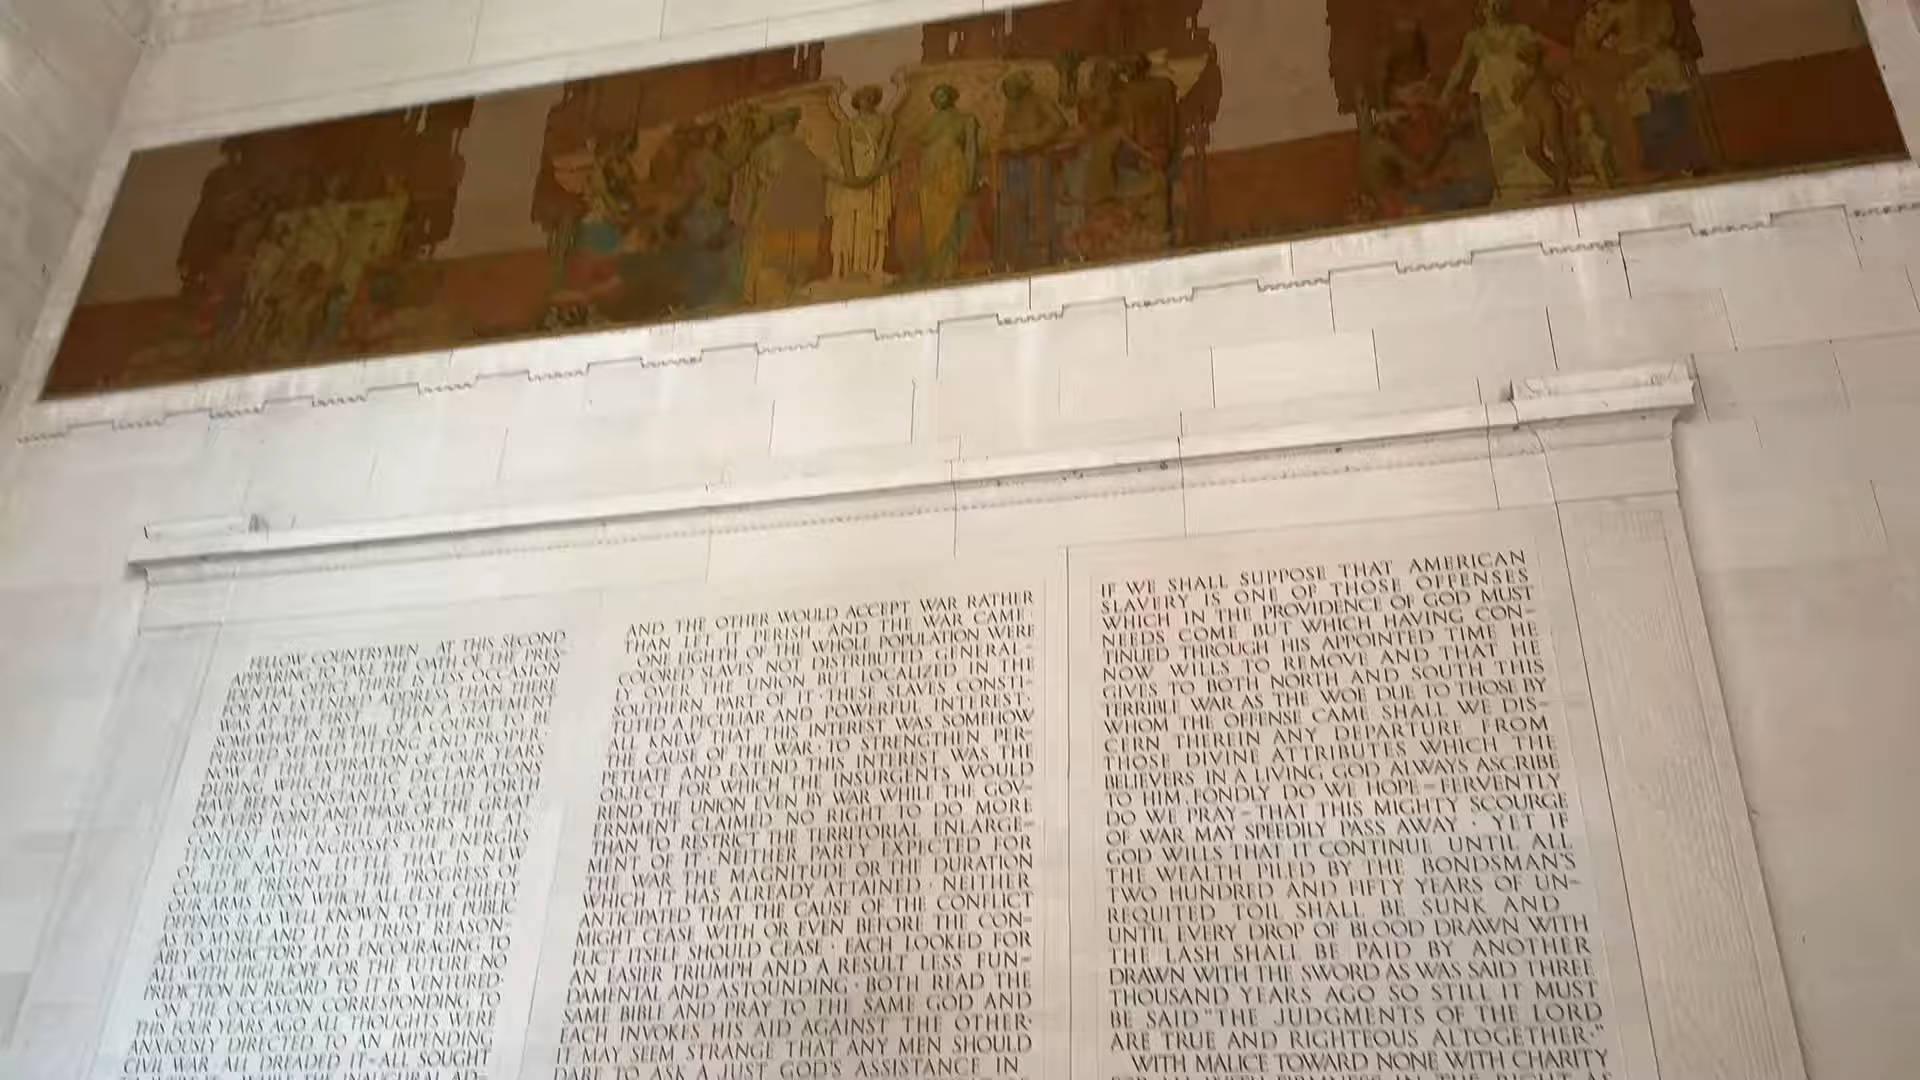 FELLOW COUNTRYMEN AT THIS SECOND
APPEARING TO TAKE THE OATH OF THE PRES-
IDENTIAL OFFICE THERE IS LESS OCCASION
FOR AN EXTENDED ADDRESS THAN THERE
WAS AT THE FIRST THEN A STATEMENT
SOMEWHAT IN DETAIL OF A COURSE TO BE
PURSUED SEEMED FITTING AND PROPER
NOW AT THE EXPIRATION OF FOUR YEARS
DURING WHICH PUBLIC DECLARATIONS
HAVE BEEN CONSTANTLY CALLED FORTH
ON EVERY POINT AND PHASE OF THE GREAT
CONTEST WHICH STILL ABSORBS THE AT-
TENTION AND ENGROSSES THE ENERGIES
OF THE NATION LITTLE THAT IS NEW
COULD BE PRESENTED THE PROGRESS OF
OUR ARMS UPON WHICH ALL ELSE CHIEFLY
DEPENDS IS AS WELL KNOWN TO THE PUBLIC
AS TO MYSELF AND IT IS I TRUST REASON-
ABLY SATISFACTORY AND ENCOURAGING TO
ALL WITH HIGH HOPE FOR THE FUTURE NO
PREDICTION IN REGARD TO IT IS VENTURED
ON THE OCCASION CORRESPONDING TO
THIS FOUR YEARS AGO ALL THOUGHTS WERE
ANXIOUSLY DIRECTED TO AN IMPENDING
CIVIL WAR ALL DREADED IT~ALL SOUGHT
WHILE THE INAUGURAL AD-
AND THE OTHER WOULD ACCEPT WAR RATHER
THAN LET IT PERISH · AND THE WAR CAME·
ONE EIGHTH OF THE WHOLE POPULATION WERE
COLORED SLAVES NOT DISTRIBUTED GENERAL-
LY OVER THE UNION BUT LOCALIZED IN THE
SOUTHERN PART OF IT · THESE SLAVES CONSTI-
TUTED A PECULIAR AND POWERFUL INTEREST·
ALL KNEW THAT THIS INTEREST WAS SOMEHOW
THE CAUSE OF THE WAR · TO STRENGTHEN PER-
PETUATE AND EXTEND THIS INTEREST WAS THE
OBJECT FOR WHICH THE INSURGENTS WOULD
REND THE UNION EVEN BY WAR WHILE THE GOV-
ERNMENT CLAIMED NO RIGHT TO DO MORE
THAN TO RESTRICT THE TERRITORIAL ENLARGE-
MENT OF IT · NEITHER PARTY EXPECTED FOR
THE WAR THE MAGNITUDE OR THE DURATION
WHICH IT HAS ALREADY ATTAINED · NEITHER
ANTICIPATED THAT THE CAUSE OF THE CONFLICT
MIGHT CEASE WITH OR EVEN BEFORE THE CON-
FLICT ITSELF SHOULD CEASE · EACH LOOKED FOR
AN EASIER TRIUMPH AND A RESULT LESS FUN-
DAMENTAL AND ASTOUNDING · BOTH READ THE
SAME BIBLE AND PRAY TO THE SAME GOD AND
EACH INVOKES HIS AID AGAINST THE OTHER·
IT MAY SEEM STRANGE THAT ANY MEN SHOULD
DARE TO ASK A JUST GOD'S ASSISTANCE IN
IF WE SHALL SUPPOSE THAT AMERICAN
SLAVERY IS ONE OF THOSE OFFENSES
WHICH IN THE PROVIDENCE OF GOD MUST
NEEDS COME BUT WHICH HAVING CON-
TINUED THROUGH HIS APPOINTED TIME HE
NOW WILLS TO REMOVE AND THAT HE
GIVES TO BOTH NORTH AND SOUTH THIS
TERRIBLE WAR AS THE WOE DUE TO THOSE BY
WHOM THE OFFENSE CAME SHALL WE DIS-
CERN THEREIN ANY DEPARTURE FROM
THOSE DIVINE ATTRIBUTES WHICH THE
BELIEVERS IN A LIVING GOD ALWAYS ASCRIBE
TO HIM. FONDLY DO WE HOPE~FERVENTLY
DO WE PRAY~THAT THIS MIGHTY SCOURGE
OF WAR MAY SPEEDILY PASS AWAY · YET IF
GOD WILLS THAT IT CONTINUE UNTIL ALL
THE WEALTH PILED BY THE BONDSMAN'S
TWO HUNDRED AND FIFTY YEARS OF UN-
REQUITED TOIL SHALL BE SUNK AND
UNTIL EVERY DROP OF BLOOD DRAWN WITH
THE LASH SHALL BE PAID BY ANOTHER
DRAWN WITH THE SWORD AS WAS SAID THREE
THOUSAND YEARS AGO SO STILL IT MUST
BE SAID "THE JUDGMENTS OF THE LORD
ARE TRUE AND RIGHTEOUS ALTOGETHER·"
WITH MALICE TOWARD NONE WITH CHARITY